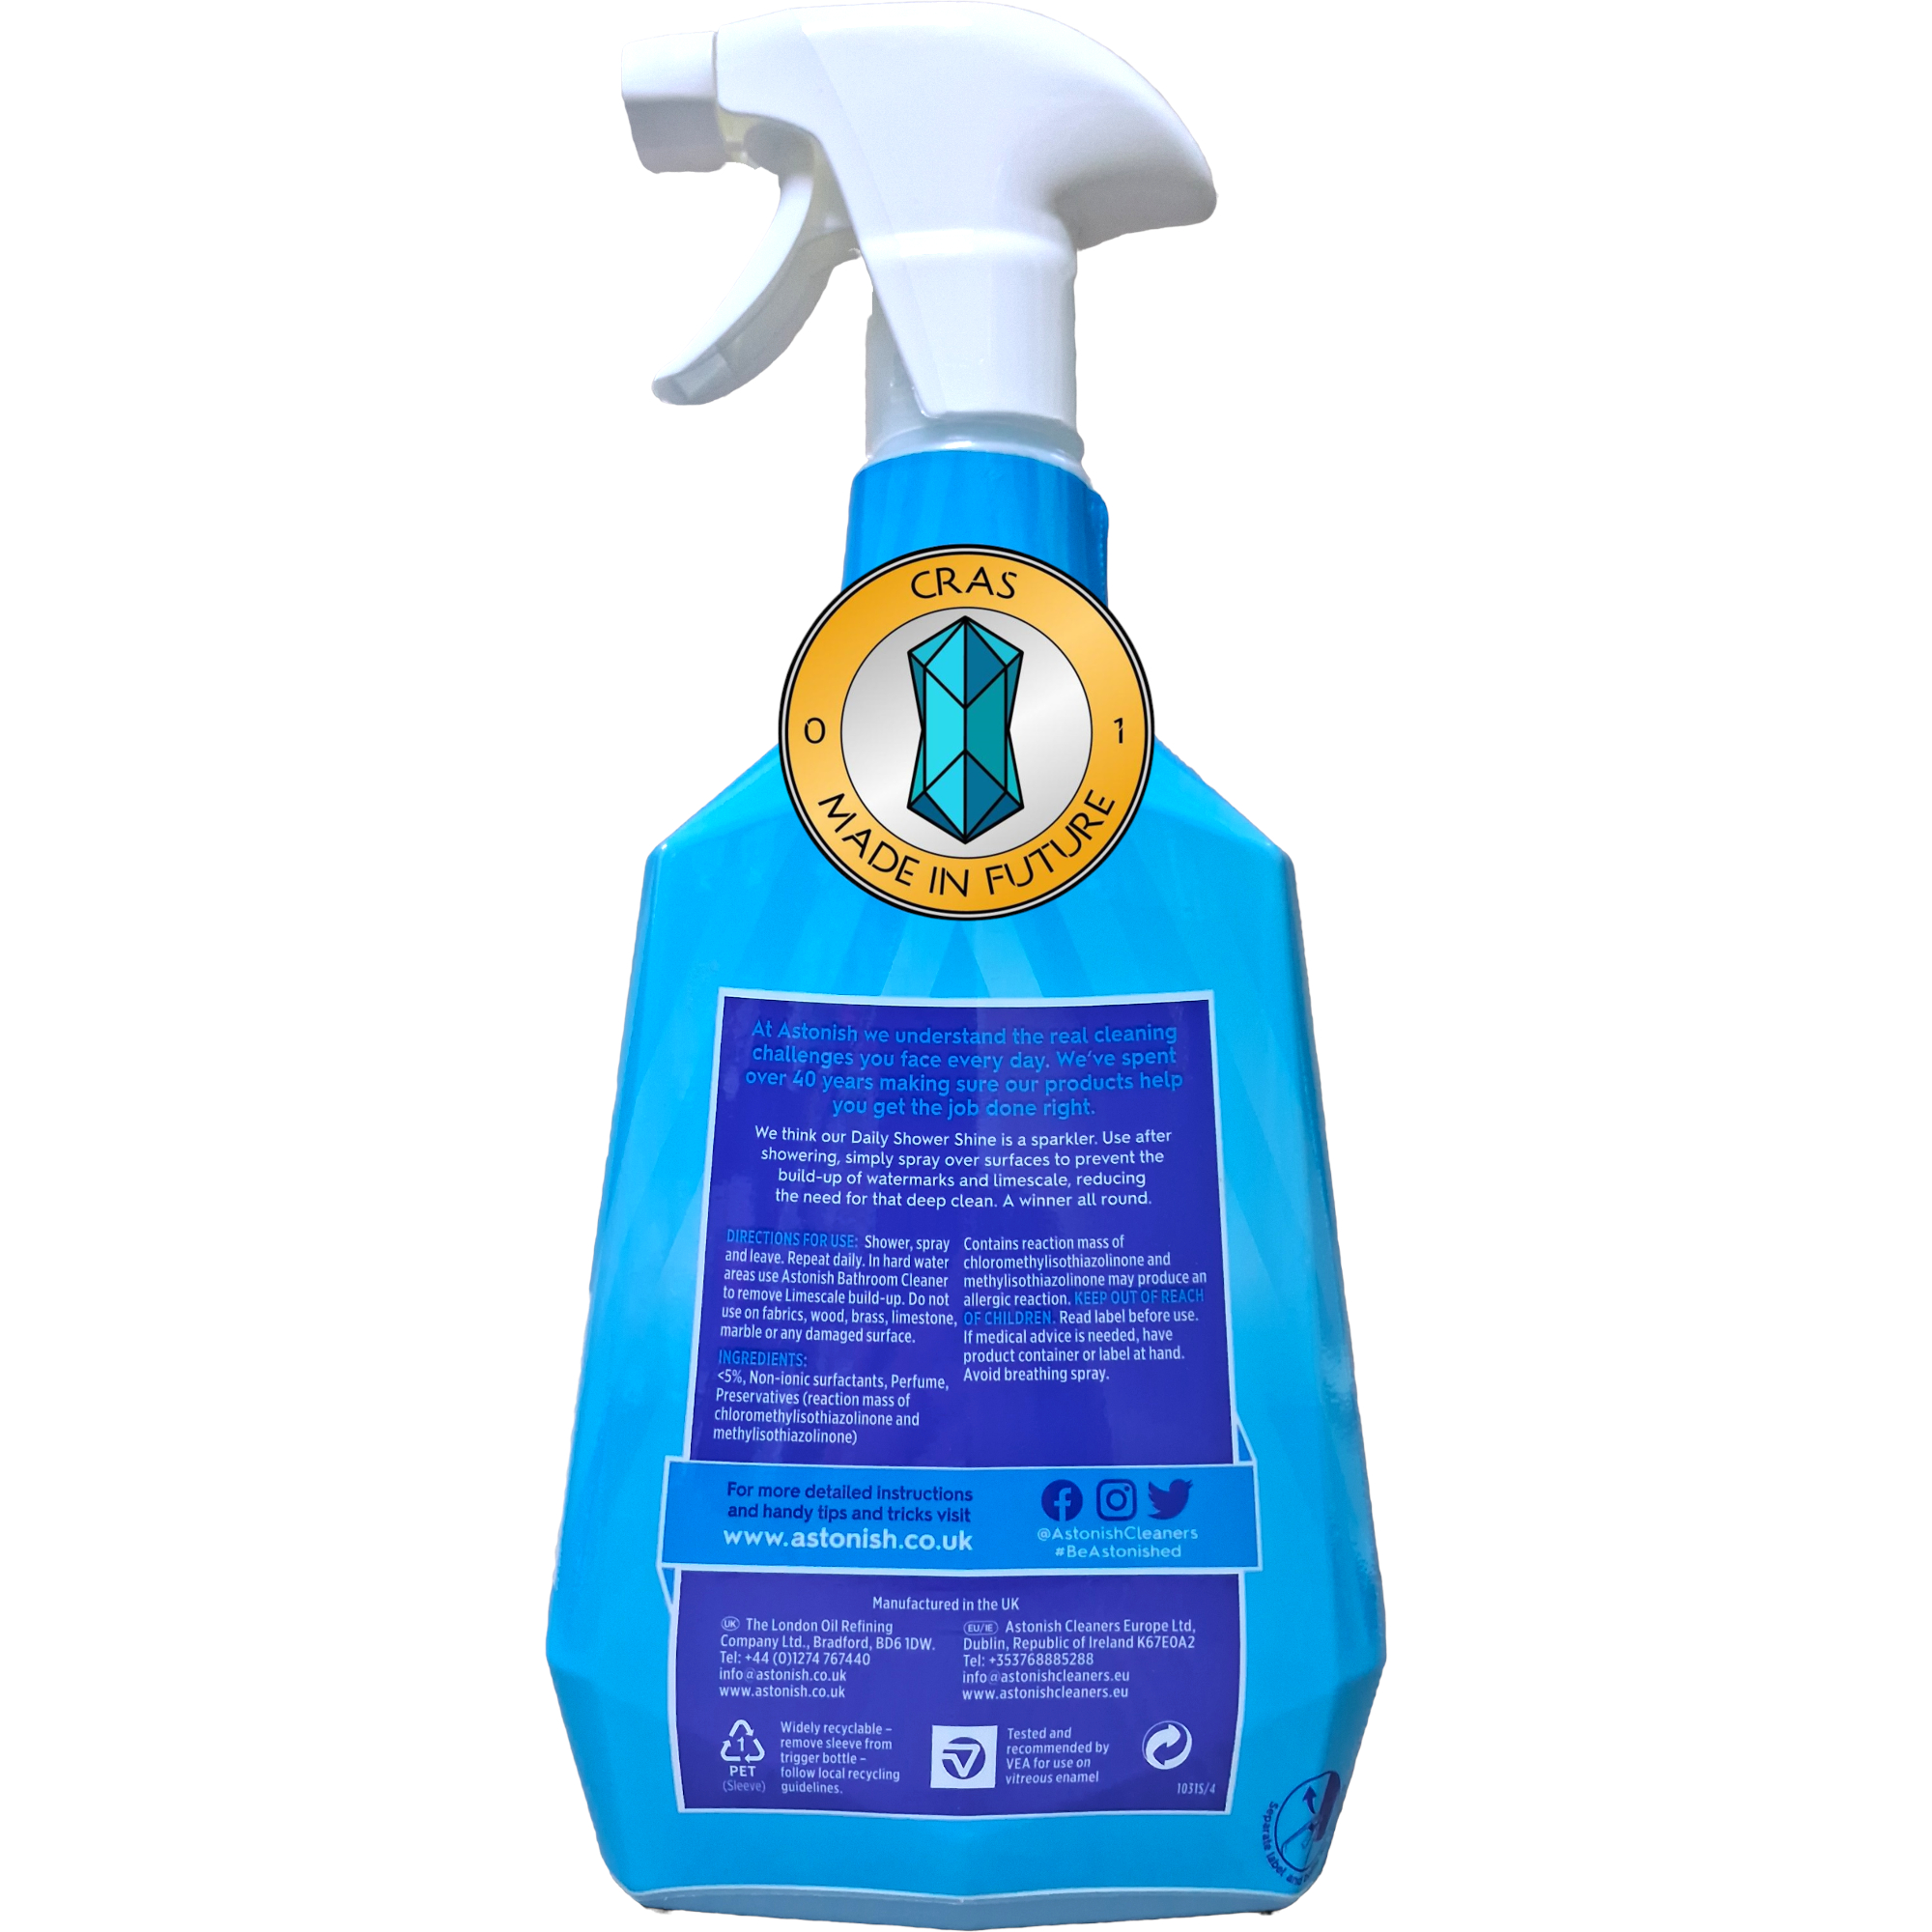 CRAS
0
1
MADE IN FUTURE
At Astonish we understand the real cleaning
challenges you face every day. We've spent
over 40 years making sure our products help
you get the job done right.
We think our Daily Shower Shine is a sparkler. Use after
showering, simply spray over surfaces to prevent the
build-up of watermarks and limescale, reducing
the need for that deep clean. A winner all round.
DIRECTIONS FOR USE: Shower, spray
and leave. Repeat daily. In hard water
areas use Astonish Bathroom Cleaner
to remove Limescale build-up. Do not
use on fabrics, wood, brass, limestone,
marble or any damaged surface.
INGREDIENTS:
<5%, Non-ionic surfactants, Perfume,
Preservatives (reaction mass of
chloromethylisothiazolinone and
methylisothiazolinone)
Contains reaction mass of
chloromethylisothiazolinone and
methylisothiazolinone may produce an
allergic reaction. KEEP OUT OF REACH
OF CHILDREN. Read label before use.
If medical advice is needed, have
product container or label at hand.
Avoid breathing spray.
For more detailed instructions
and handy tips and tricks visit
www.astonish.co.uk
@AstonishCleaners
#BeAstonished
Manufactured in the UK
UK The London Oil Refining
Company Ltd., Bradford, BD6 1DW.
Tel: +44 (0)1274 767440
info@astonish.co.uk
www.astonish.co.uk
EU/IE Astonish Cleaners Europe Ltd,
Dublin, Republic of Ireland K67E0A2
Tel: +353768885288
info@astonishcleaners.eu
www.astonishcleaners.eu
1
PET
(Sleeve)
Widely recyclable –
remove sleeve from
trigger bottle –
follow local recycling
guidelines.
Tested and
recommended by
VEA for use on
vitreous enamel
1031S/4
Separate label and